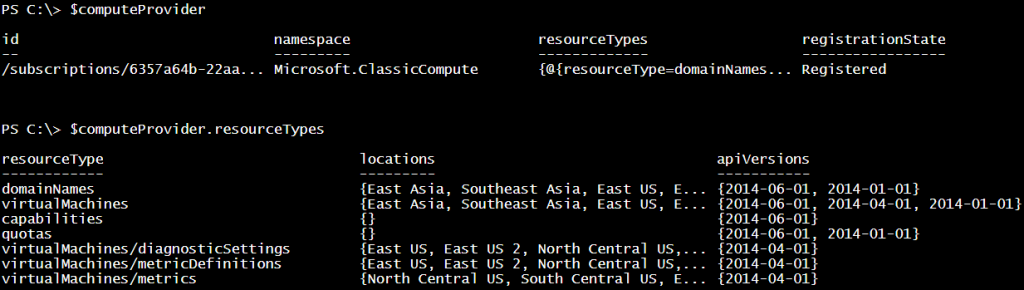 PS C:\> $computeProvider
id namespace resourceTypes registrationState
-- --------- ------------- -----------------
/subscriptions/6357a64b-22aa... Microsoft.ClassicCompute {@{resourceType=domainNames... Registered
PS C:\> $computeProvider.resourceTypes
resourceType locations apiVersions
------------ --------- -----------
domainNames {East Asia, Southeast Asia, East US, E... {2014-06-01, 2014-01-01}
virtualMachines {East Asia, Southeast Asia, East US, E... {2014-06-01, 2014-04-01, 2014-01-01}
capabilities {} {2014-06-01}
quotas {} {2014-06-01, 2014-01-01}
virtualMachines/diagnosticSettings {East US, East US 2, North Central US,... {2014-04-01}
virtualMachines/metricDefinitions {East US, East US 2, North Central US,... {2014-04-01}
virtualMachines/metrics {North Central US, South Central US, E... {2014-04-01}